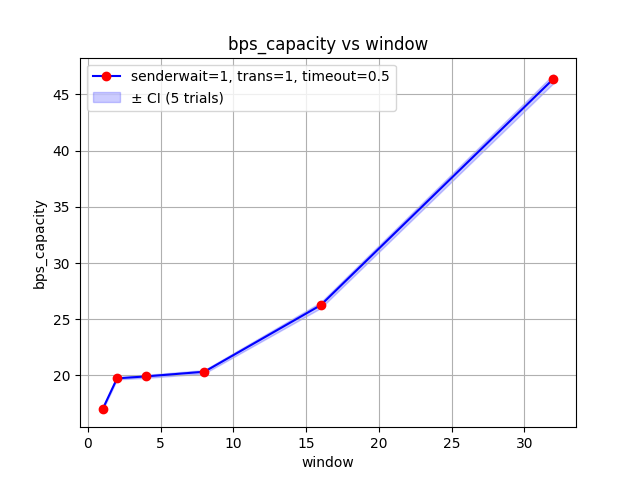 bps_capacity vs window
senderwait=1, trans=1, timeout=0.5
± CI (5 trials)
bps_capacity
45
40
35
30
25
20
0 5 10 15 20 25 30
window